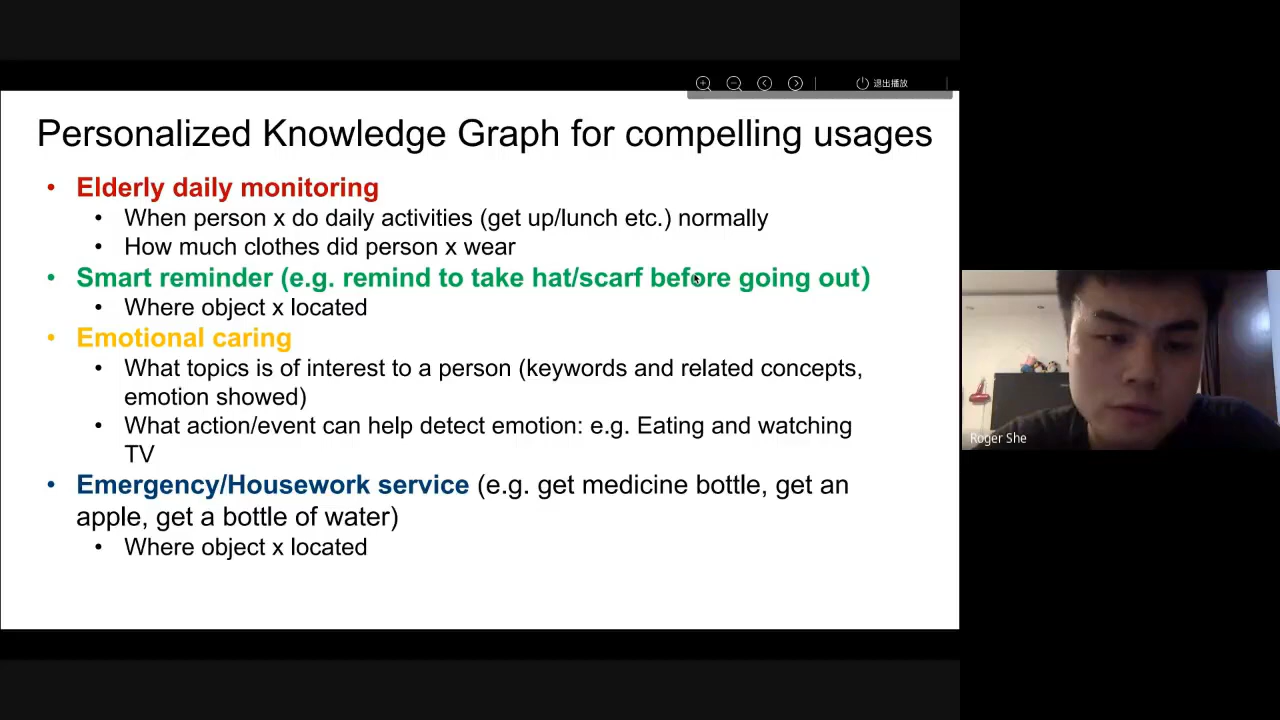 退出播放
Personalized Knowledge Graph for compelling usages
• Elderly daily monitoring
• When person x do daily activities (get up/lunch etc.) normally
• How much clothes did person x wear
• Smart reminder (e.g. remind to take hat/scarf before going out)
• Where object x located
• Emotional caring
• What topics is of interest to a person (keywords and related concepts,
emotion showed)
• What action/event can help detect emotion: e.g. Eating and watching
TV
• Emergency/Housework service (e.g. get medicine bottle, get an
apple, get a bottle of water)
• Where object x located
Roger She